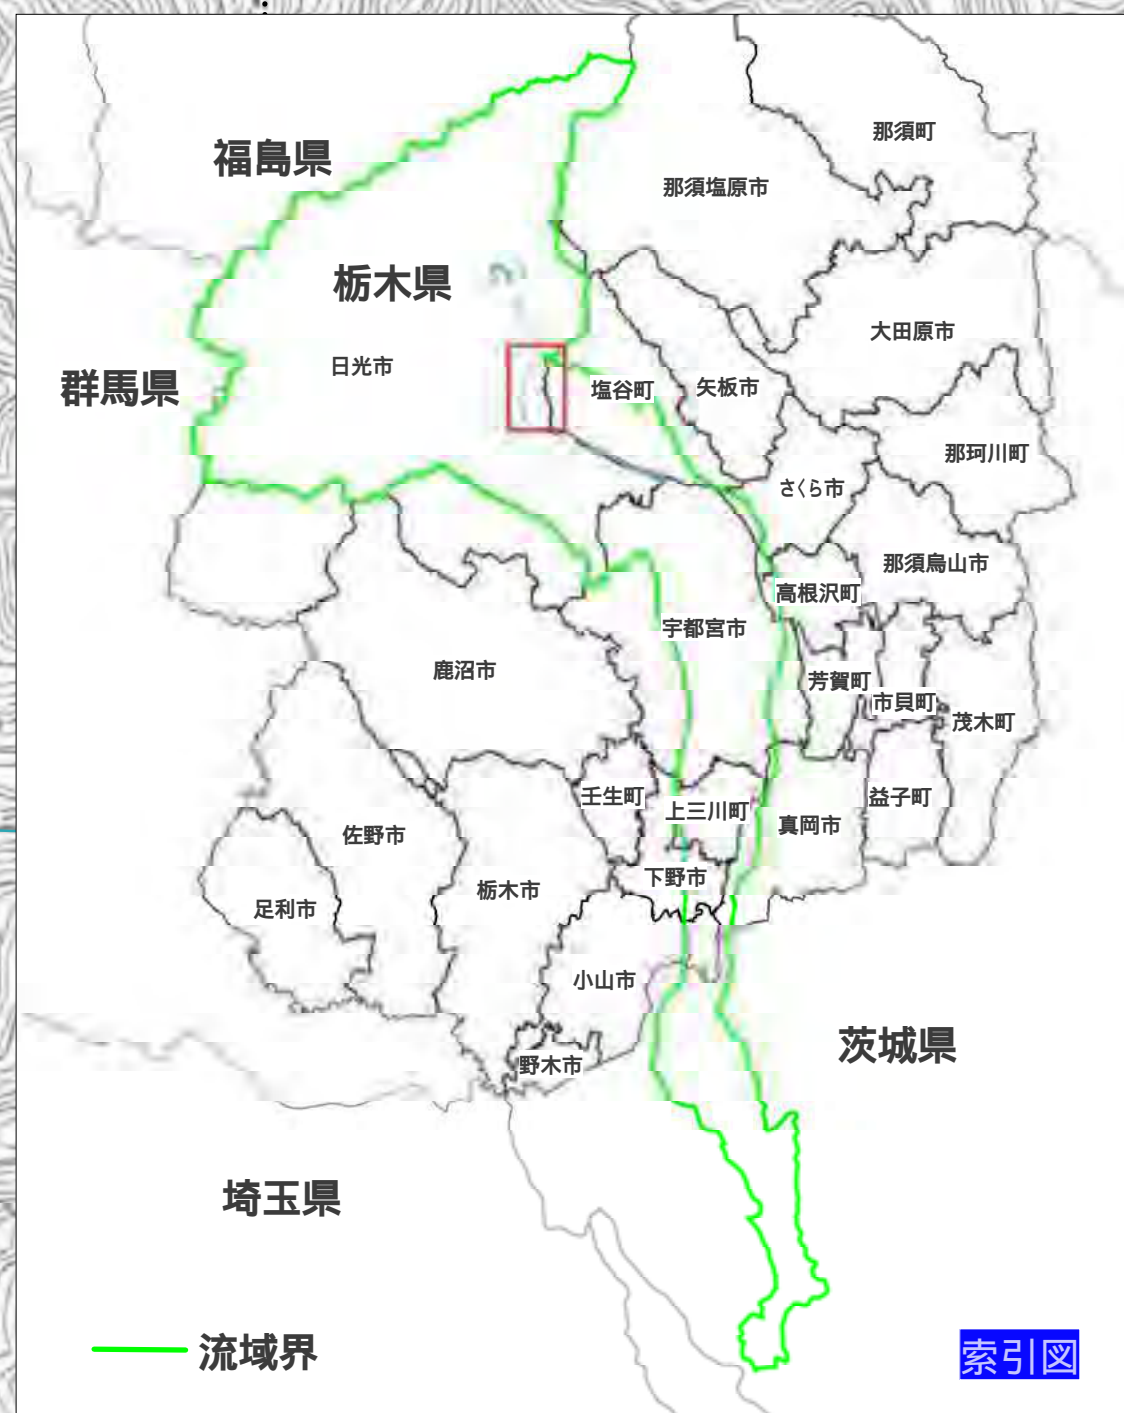 那須町
福島県
那須塩原市
栃木県
大田原市
日光市
群馬県
塩谷町
矢板市
那珂川町
さくら市
那須烏山市
高根沢町
宇都宮市
鹿沼市
芳賀町
市貝町
茂木町
壬生町
上三川町
益子町
真岡市
佐野市
下野市
栃木市
足利市
小山市
茨城県
野木市
埼玉県
流域界
索引図